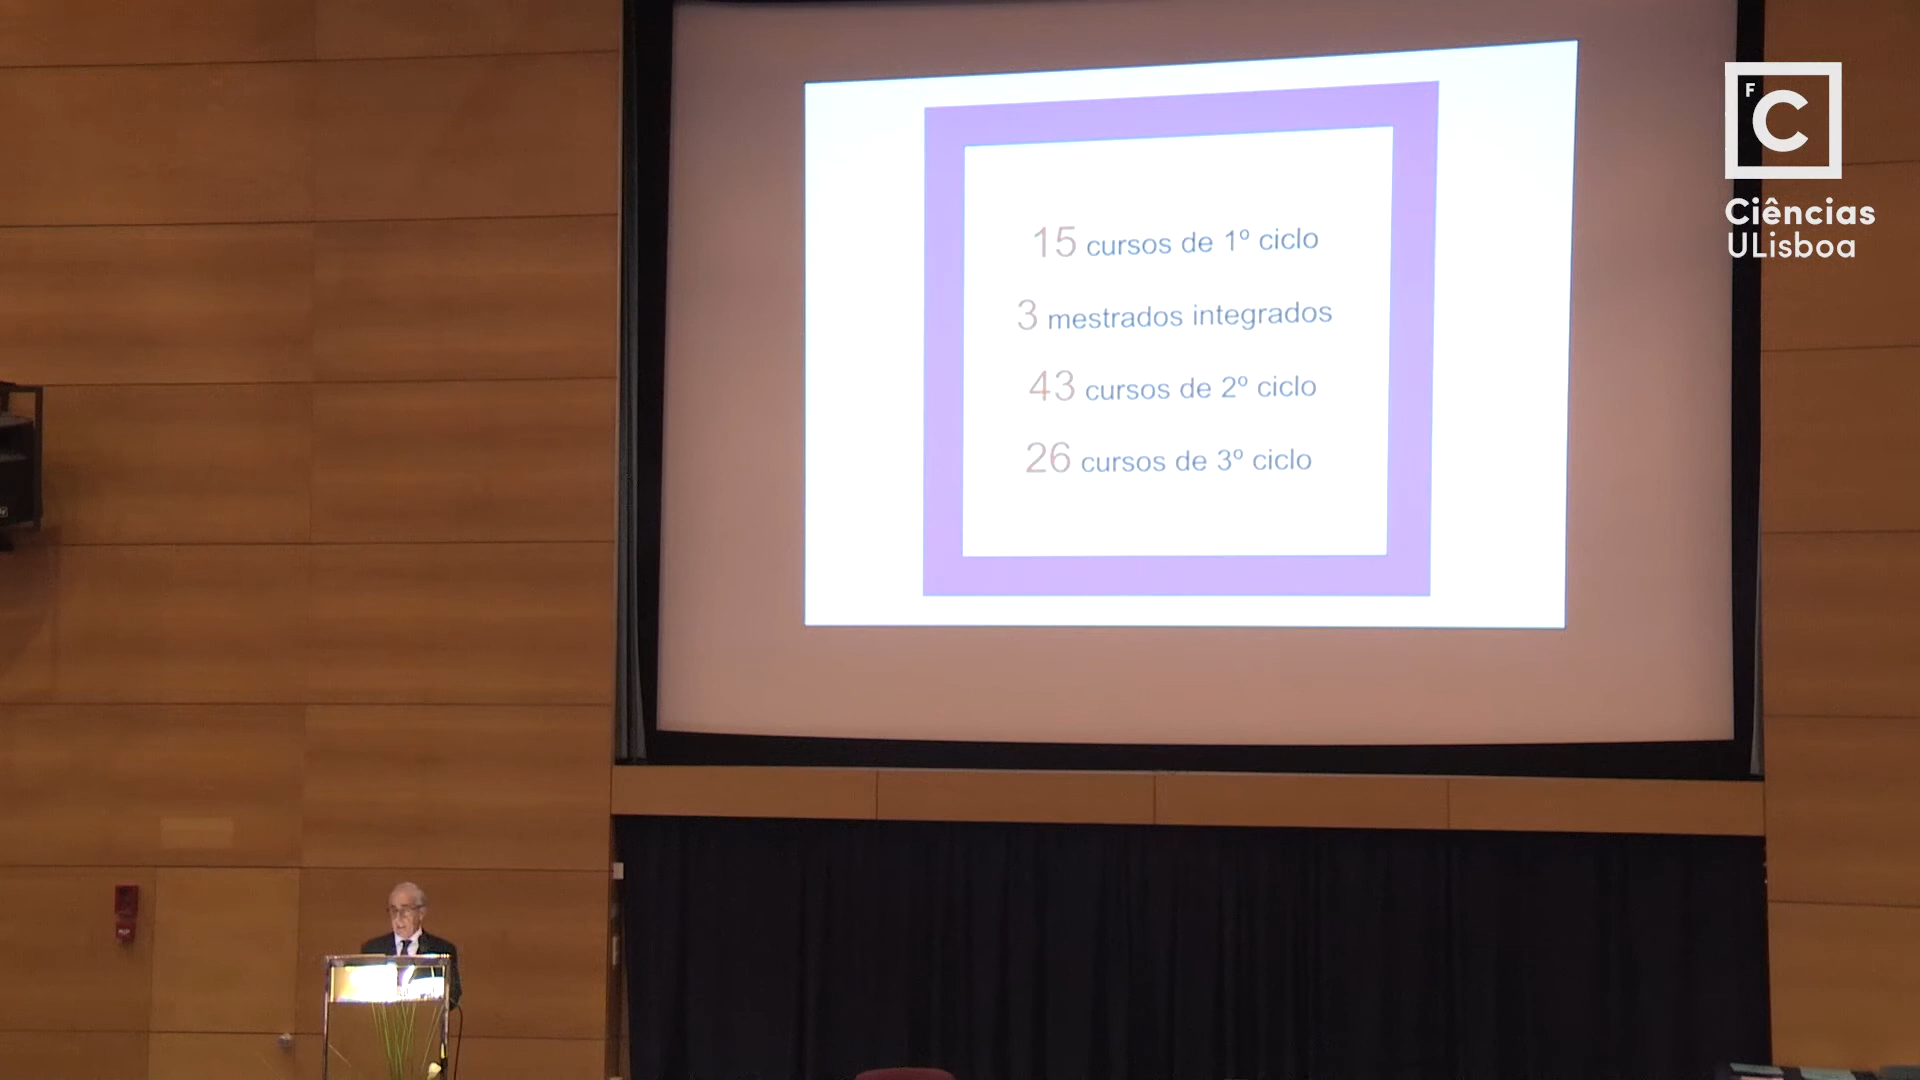 15 cursos de 1º ciclo
3 mestrados integrados
43 cursos de 2º ciclo
26 cursos de 3º ciclo
F
C
Ciências
ULisboa